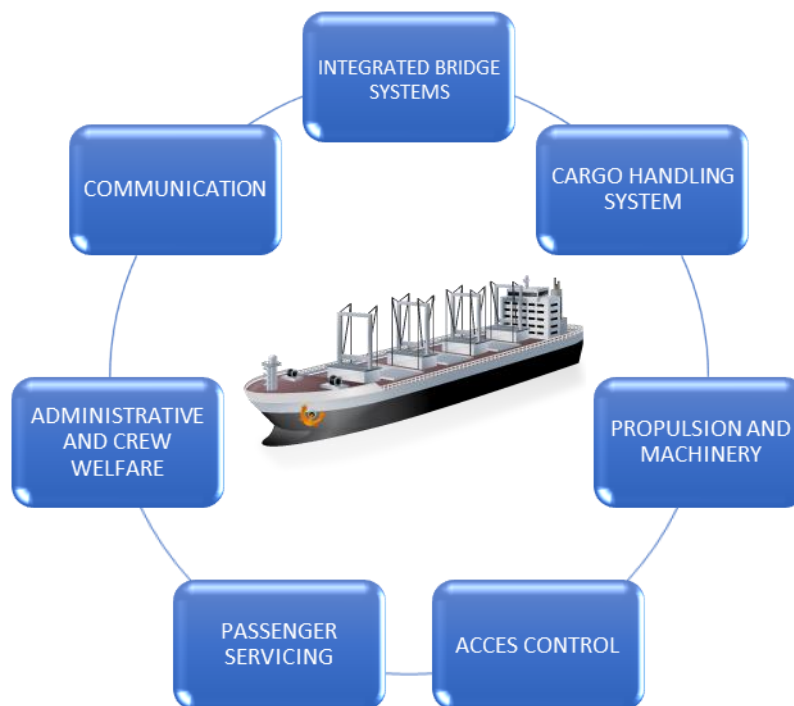 INTEGRATED BRIDGE
SYSTEMS
CARGO HANDLING
SYSTEM
PROPULSION AND
MACHINERY
ACCES CONTROL
PASSENGER
SERVICING
ADMINISTRATIVE
AND CREW
WELFARE
COMMUNICATION